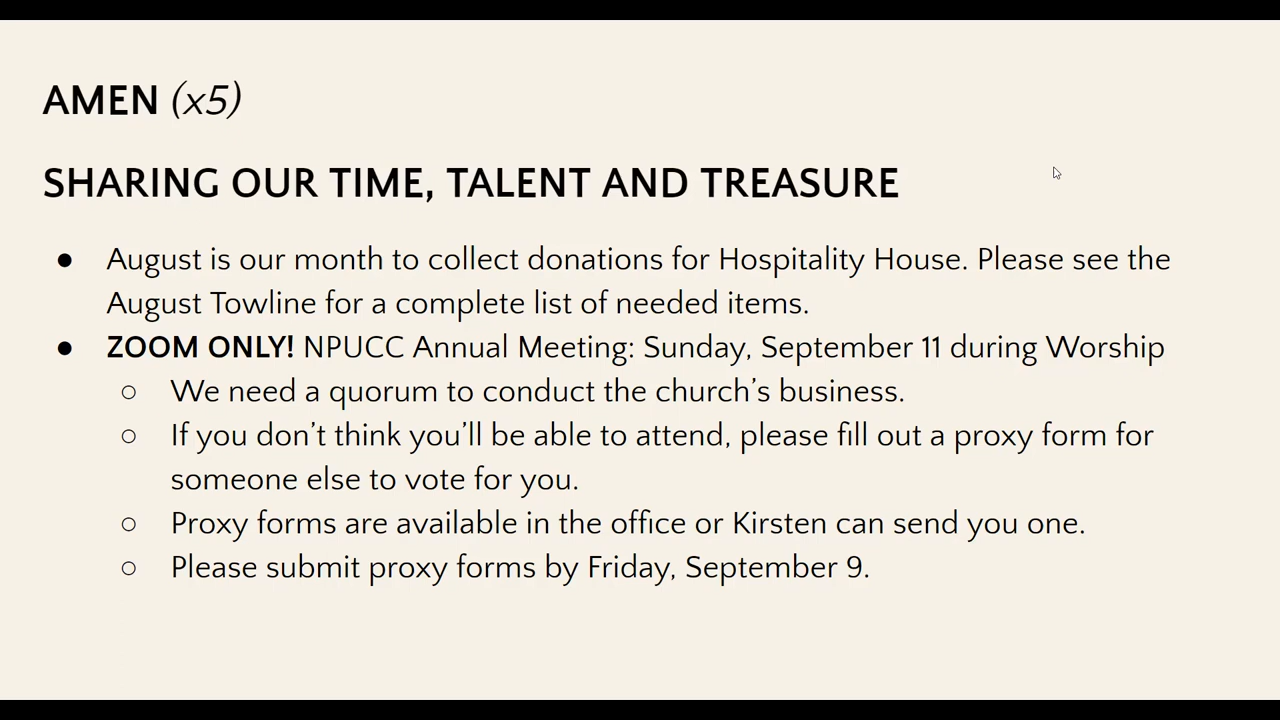 AMEN (x5)
SHARING OUR TIME, TALENT AND TREASURE
● August is our month to collect donations for Hospitality House. Please see the
August Towline for a complete list of needed items.
● ZOOM ONLY! NPUCC Annual Meeting: Sunday, September 11 during Worship
○ We need a quorum to conduct the church’s business.
○ If you don’t think you’ll be able to attend, please fill out a proxy form for
someone else to vote for you.
○ Proxy forms are available in the office or Kirsten can send you one.
○ Please submit proxy forms by Friday, September 9.